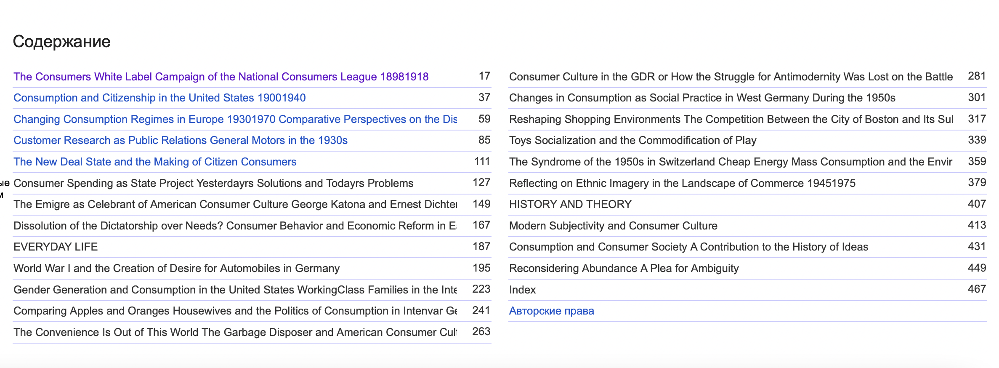 Содержание
The Consumers White Label Campaign of the National Consumers League 18981918 17
Consumption and Citizenship in the United States 19001940 37
Changing Consumption Regimes in Europe 19301970 Comparative Perspectives on the Dis 59
Customer Research as Public Relations General Motors in the 1930s 85
The New Deal State and the Making of Citizen Consumers 111
ые
м
Consumer Spending as State Project Yesterdayrs Solutions and Todayrs Problems 127
The Emigre as Celebrant of American Consumer Culture George Katona and Ernest Dichter 149
Dissolution of the Dictatorship over Needs? Consumer Behavior and Economic Reform in Ea 167
EVERYDAY LIFE 187
World War I and the Creation of Desire for Automobiles in Germany 195
Gender Generation and Consumption in the United States WorkingClass Families in the Inte 223
Comparing Apples and Oranges Housewives and the Politics of Consumption in Intenvar Ge 241
The Convenience Is Out of This World The Garbage Disposer and American Consumer Cult 263
Consumer Culture in the GDR or How the Struggle for Antimodernity Was Lost on the Battle 281
Changes in Consumption as Social Practice in West Germany During the 1950s 301
Reshaping Shopping Environments The Competition Between the City of Boston and Its Sul 317
Toys Socialization and the Commodification of Play 339
The Syndrome of the 1950s in Switzerland Cheap Energy Mass Consumption and the Envir 359
Reflecting on Ethnic Imagery in the Landscape of Commerce 19451975 379
HISTORY AND THEORY 407
Modern Subjectivity and Consumer Culture 413
Consumption and Consumer Society A Contribution to the History of Ideas 431
Reconsidering Abundance A Plea for Ambiguity 449
Index 467
Авторские права